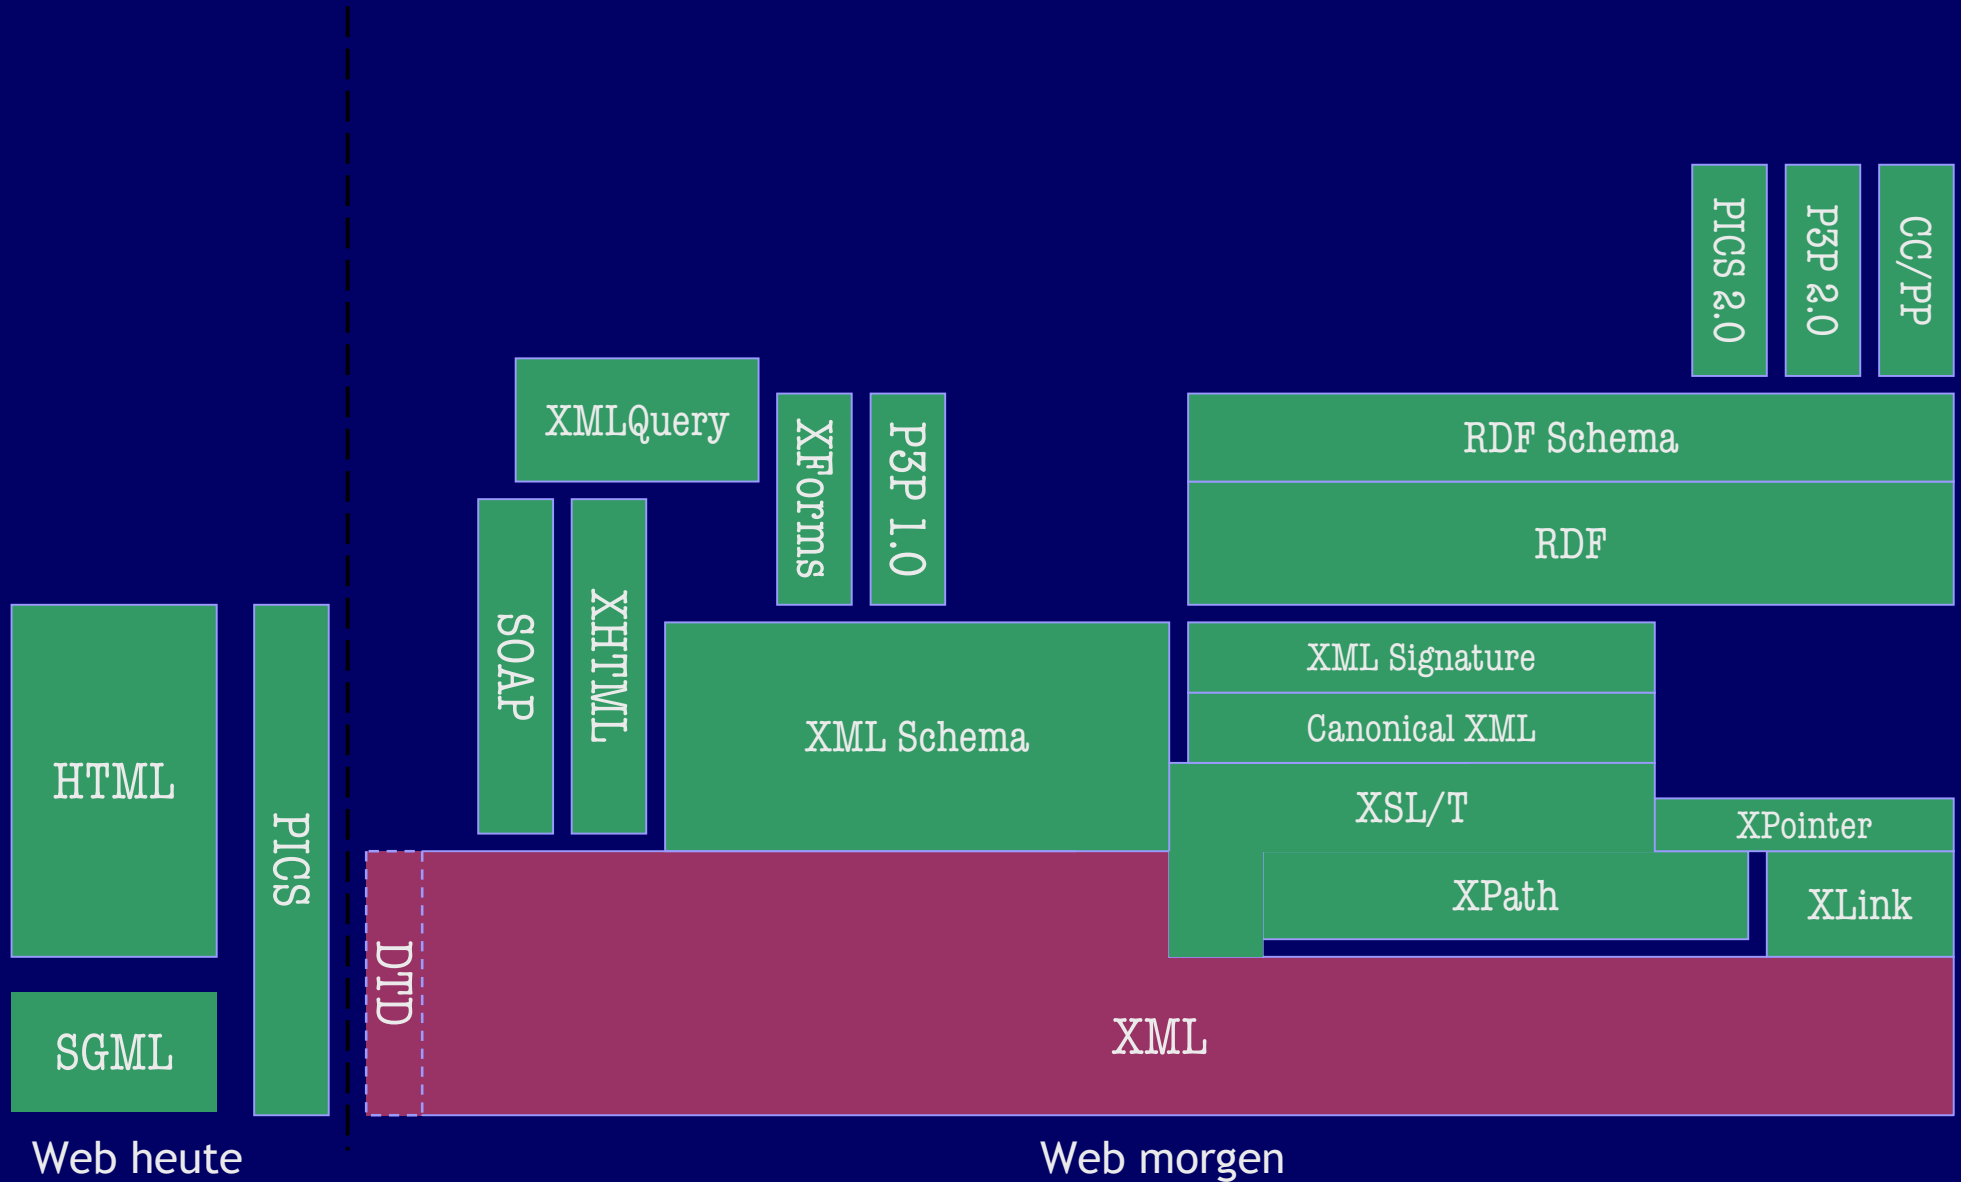 PICS 2.0
P3P 2.0
CC/PP
XMLQuery
XForms
P3P 1.0
RDF Schema
RDF
SOAP
XHTML
XML Schema
XML Signature
Canonical XML
XSL/T
XPointer
XPath
XLink
HTML
PICS
SGML
DTD
XML
Web heute
Web morgen